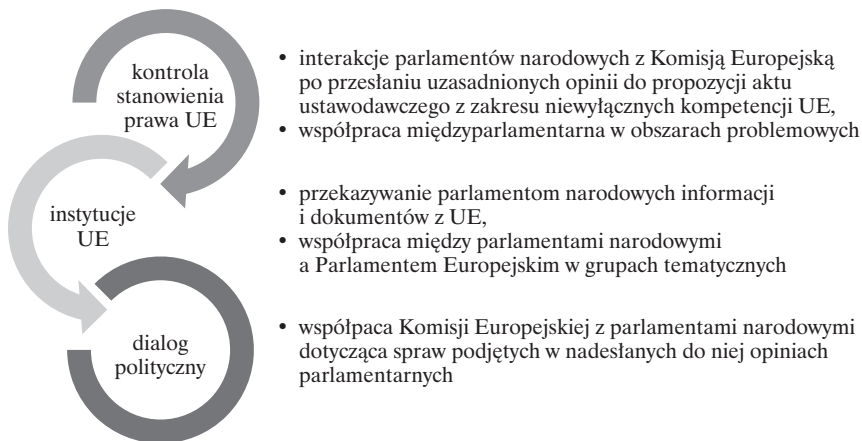 kontrola
stanowienia
prawa UE
• interakcje parlamentów narodowych z Komisją Europejską
po przesłaniu uzasadnionych opinii do propozycji aktu
ustawodawczego z zakresu niewyłącznych kompetencji UE,
• współpraca międzyparlamentarna w obszarach problemowych
instytucje
UE
• przekazywanie parlamentom narodowych informacji
i dokumentów z UE,
• współpraca między parlamentami narodowymi
a Parlamentem Europejskim w grupach tematycznych
dialog
polityczny
• współpaca Komisji Europejskiej z parlamentami narodowymi
dotycząca spraw podjętych w nadesłanych do niej opiniach
parlamentarnych